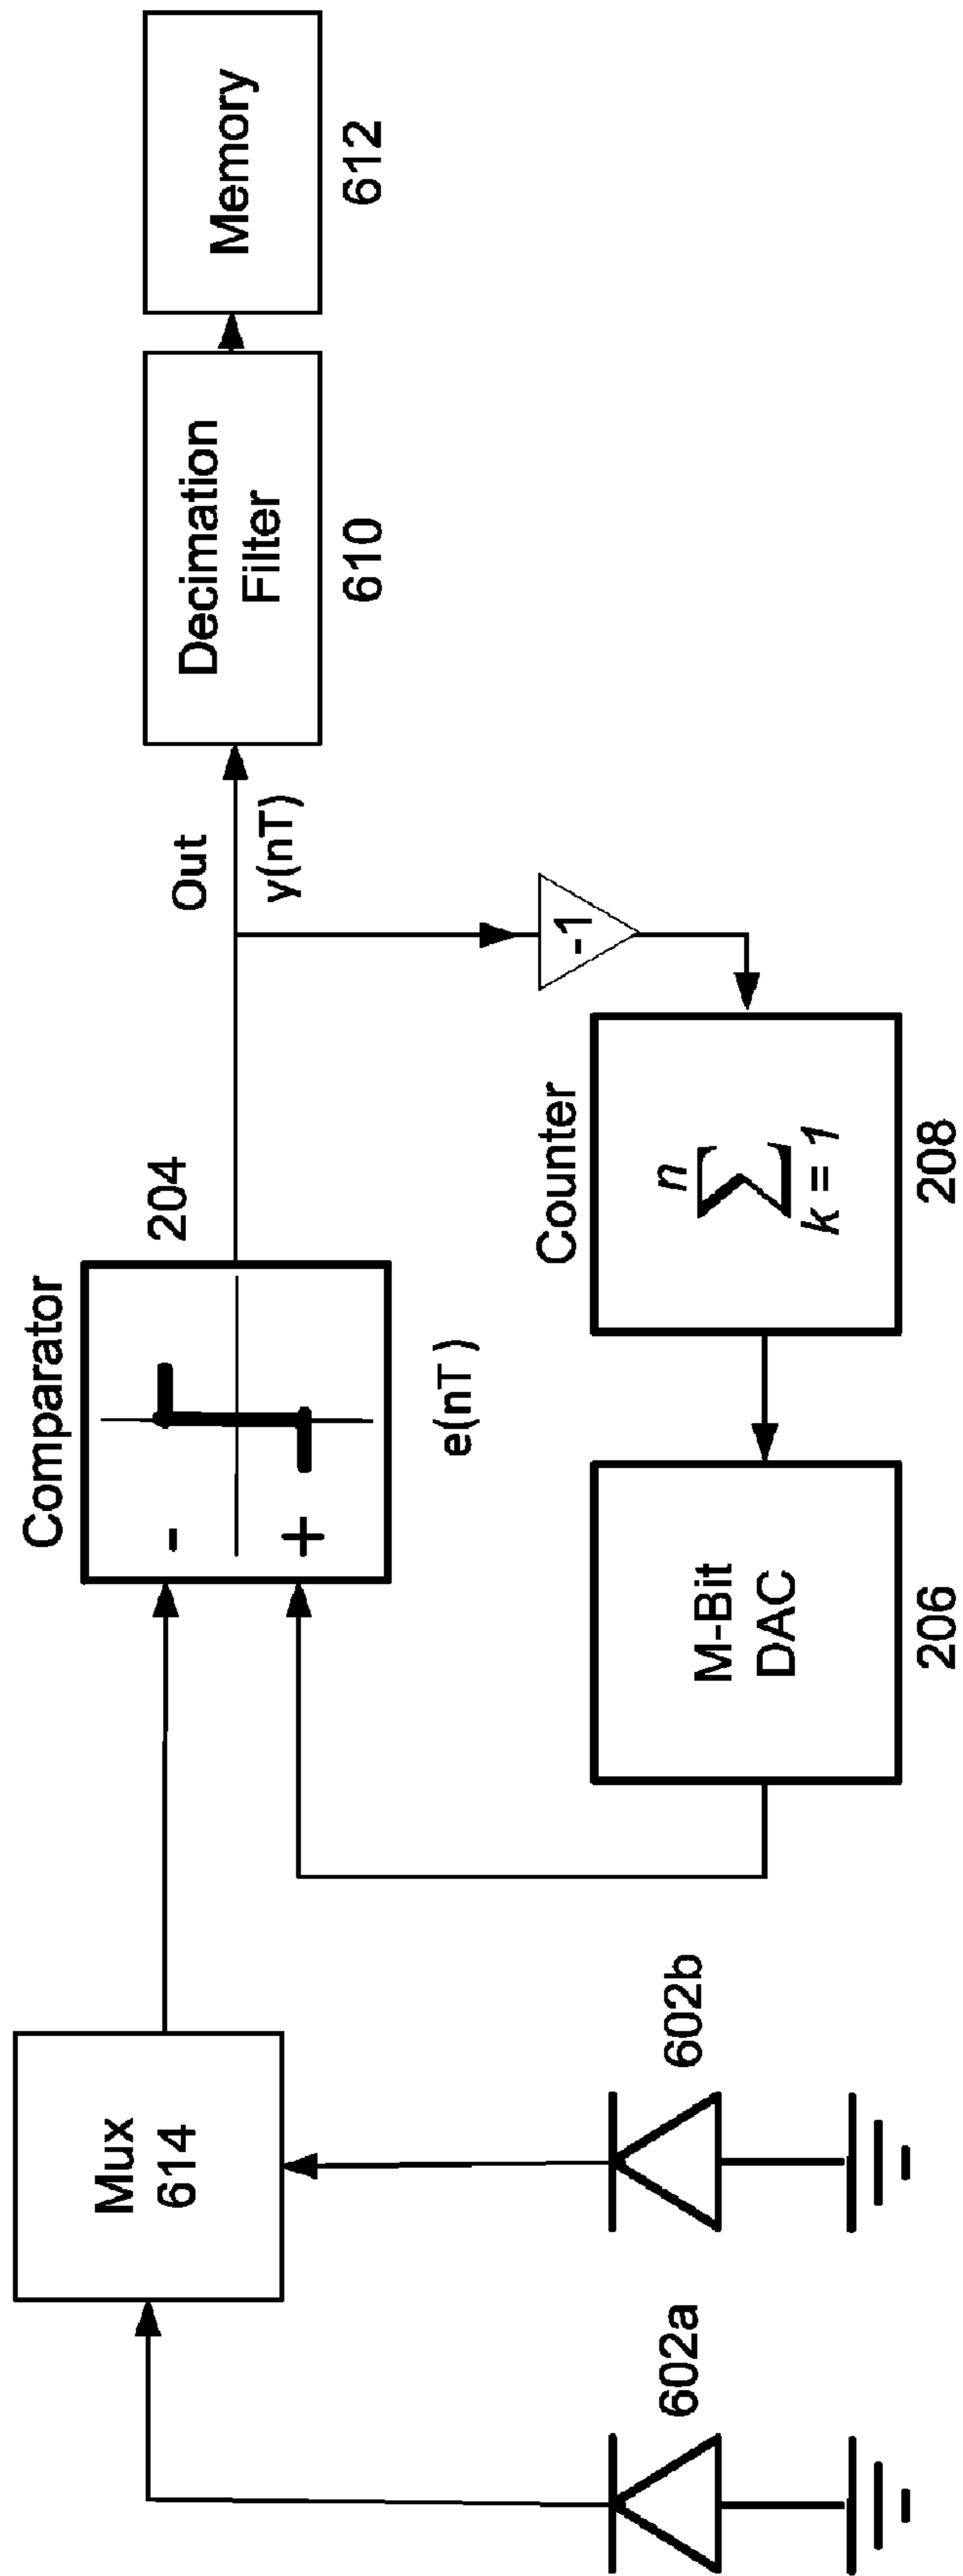 Mux
614
602a
602b
Comparator
-
+
204
e(nT )
Out
y(nT)
Decimation
Filter
610
Memory
612
-1
Counter
n
∑
k = 1
208
M-Bit
DAC
206